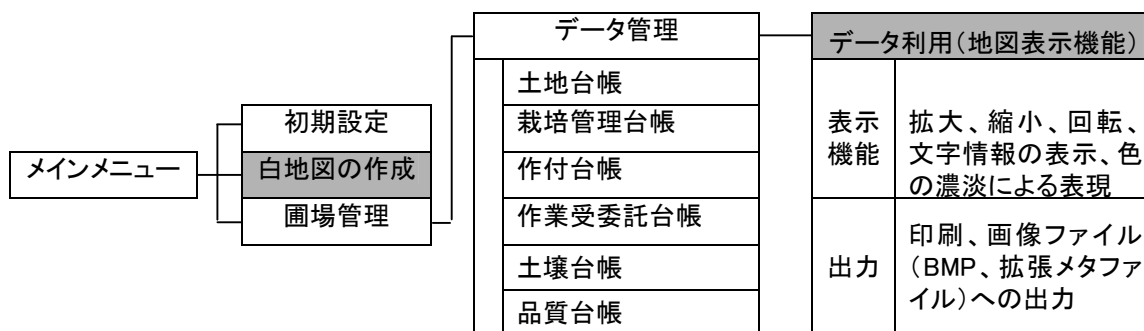 メインメニュー
初期設定
白地図の作成
圃場管理
データ管理
土地台帳
栽培管理台帳
作付台帳
作業受委託台帳
土壌台帳
品質台帳
データ利用（地図表示機能）
表示
機能
拡大、縮小、回転、
文字情報の表示、色
の濃淡による表現
出力
印刷、画像ファイル
（BMP、拡張メタファ
イル）への出力